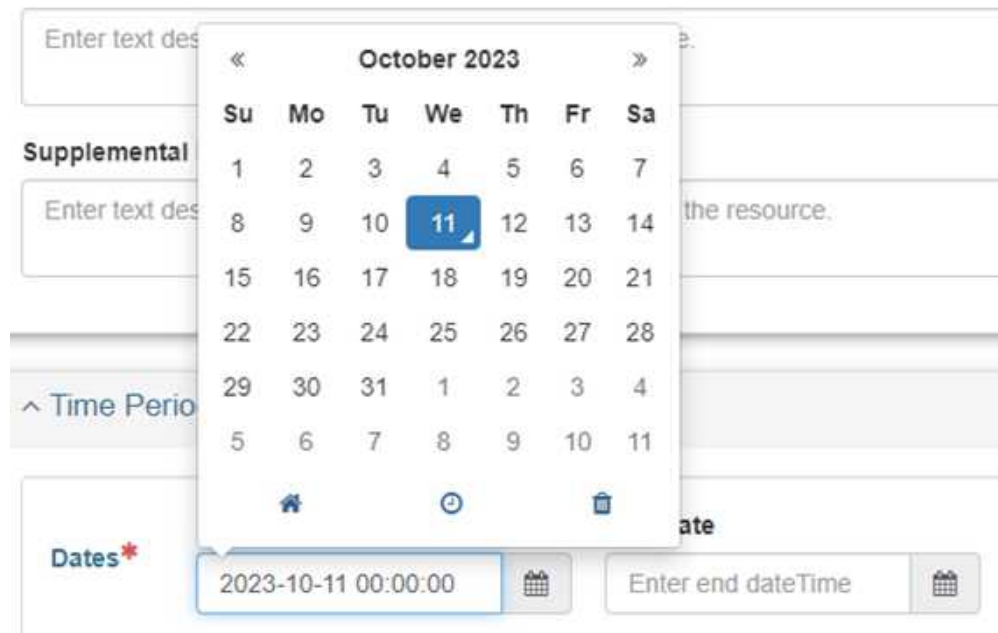 Enter text des
e.
« October 2023 »
Su Mo Tu We Th Fr Sa
Supplemental
1 2 3 4 5 6 7
Enter text des
the resource.
8 9 10 11 12 13 14
15 16 17 18 19 20 21
22 23 24 25 26 27 28
29 30 31 1 2 3 4
Time Perio
5 6 7 8 9 10 11
ate
Dates*
2023-10-11 00:00:00
Enter end dateTime